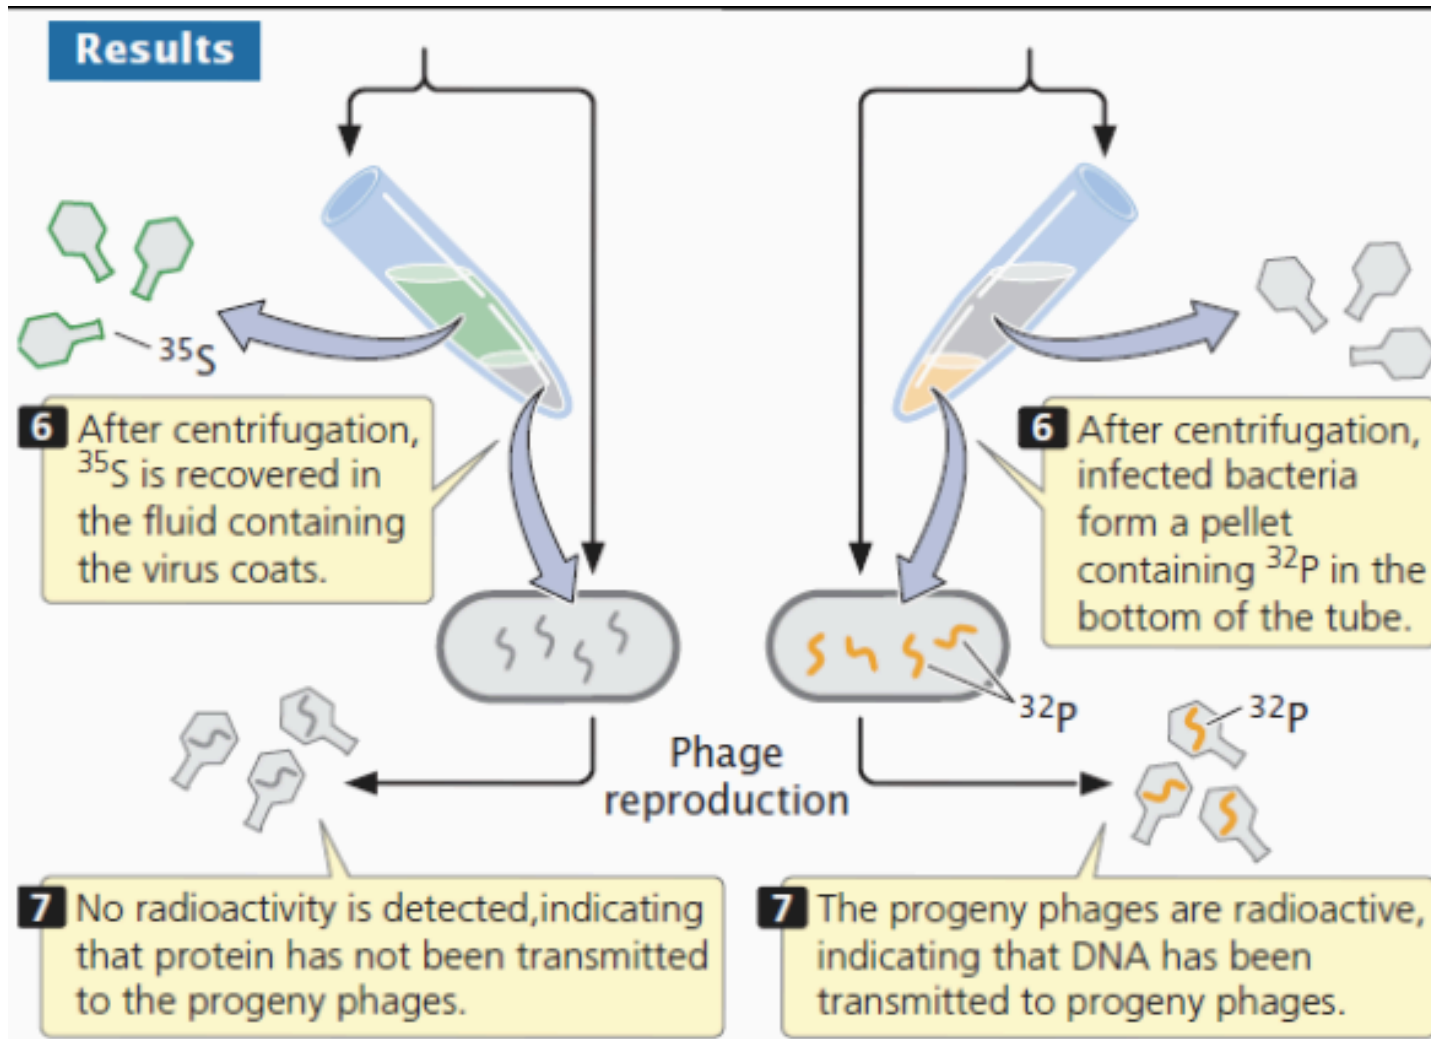 Results
35S
6 After centrifugation,
35S is recovered in
the fluid containing
the virus coats.
6 After centrifugation,
infected bacteria
form a pellet
containing 32P in the
bottom of the tube.
32P
32P
Phage
reproduction
7 No radioactivity is detected,indicating
that protein has not been transmitted
to the progeny phages.
7 The progeny phages are radioactive,
indicating that DNA has been
transmitted to progeny phages.